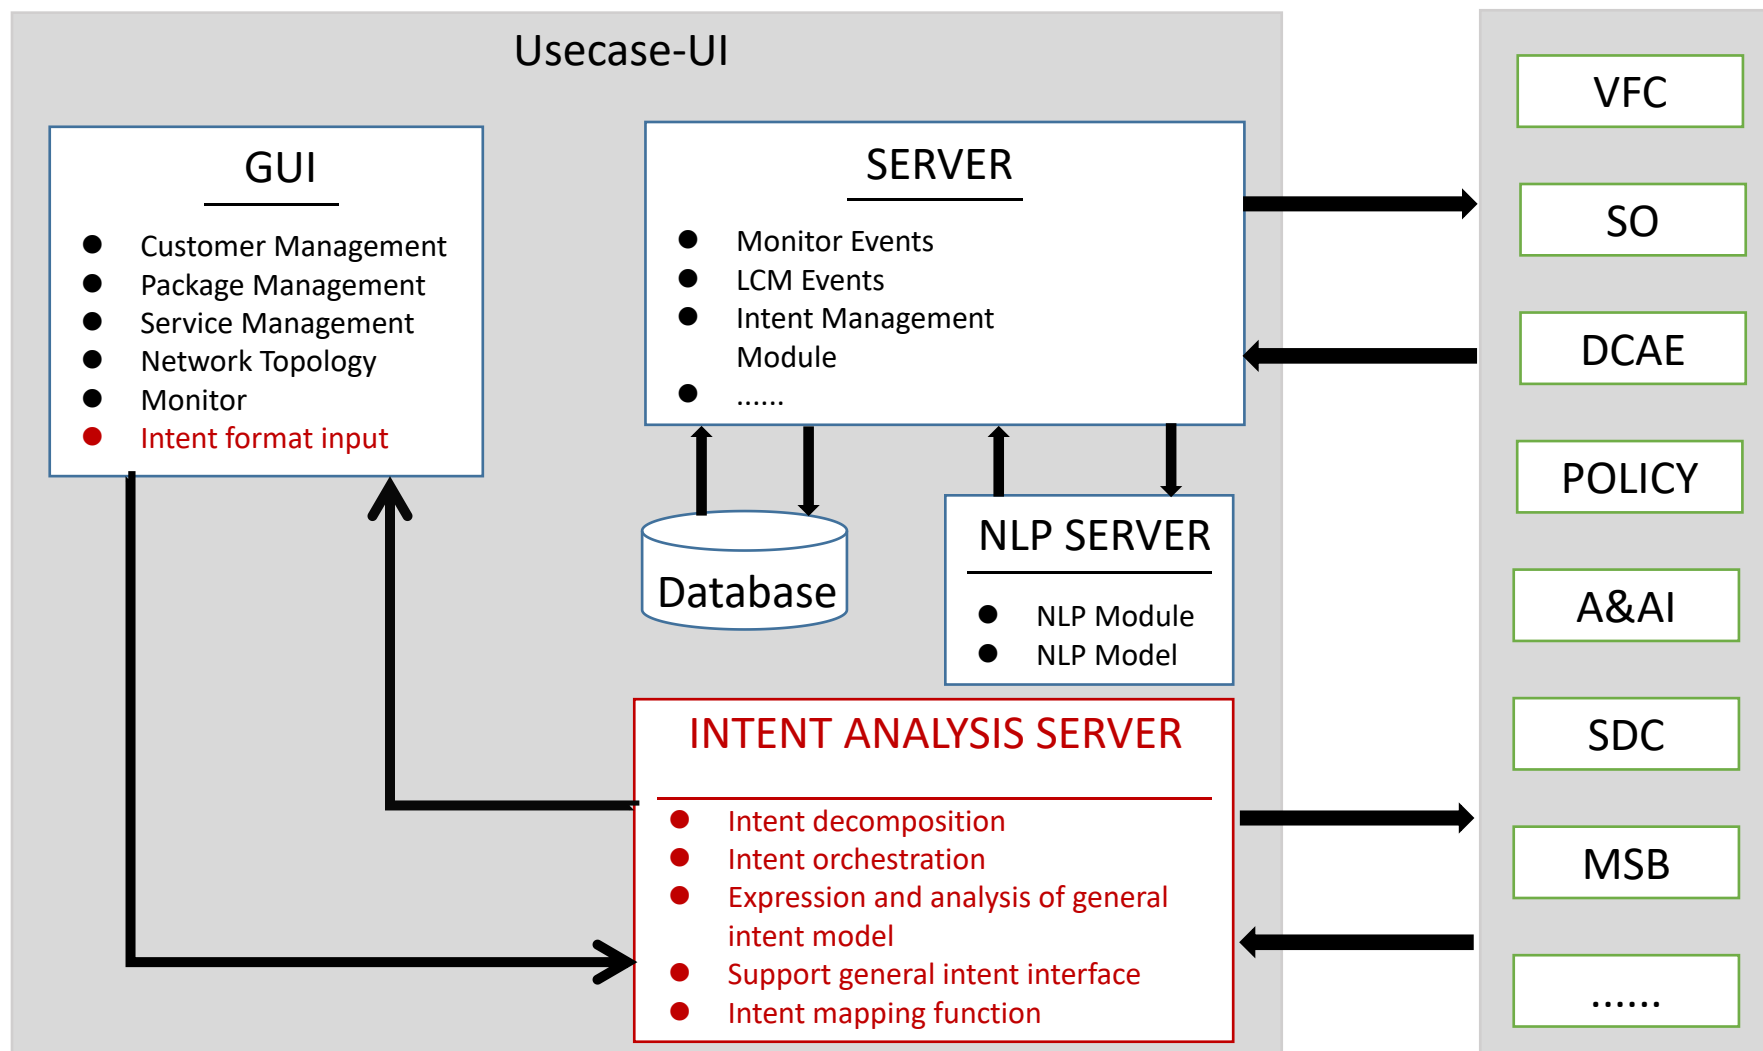 Usecase-UI
GUI
Customer Management
Package Management
Service Management
Network Topology
Monitor
Intent format input
SERVER
Monitor Events
LCM Events
Intent Management
Module
......
Database
NLP SERVER
NLP Module
NLP Model
INTENT ANALYSIS SERVER
Intent decomposition
Intent orchestration
Expression and analysis of general
intent model
Support general intent interface
Intent mapping function
VFC
SO
DCAE
POLICY
A&AI
SDC
MSB
......